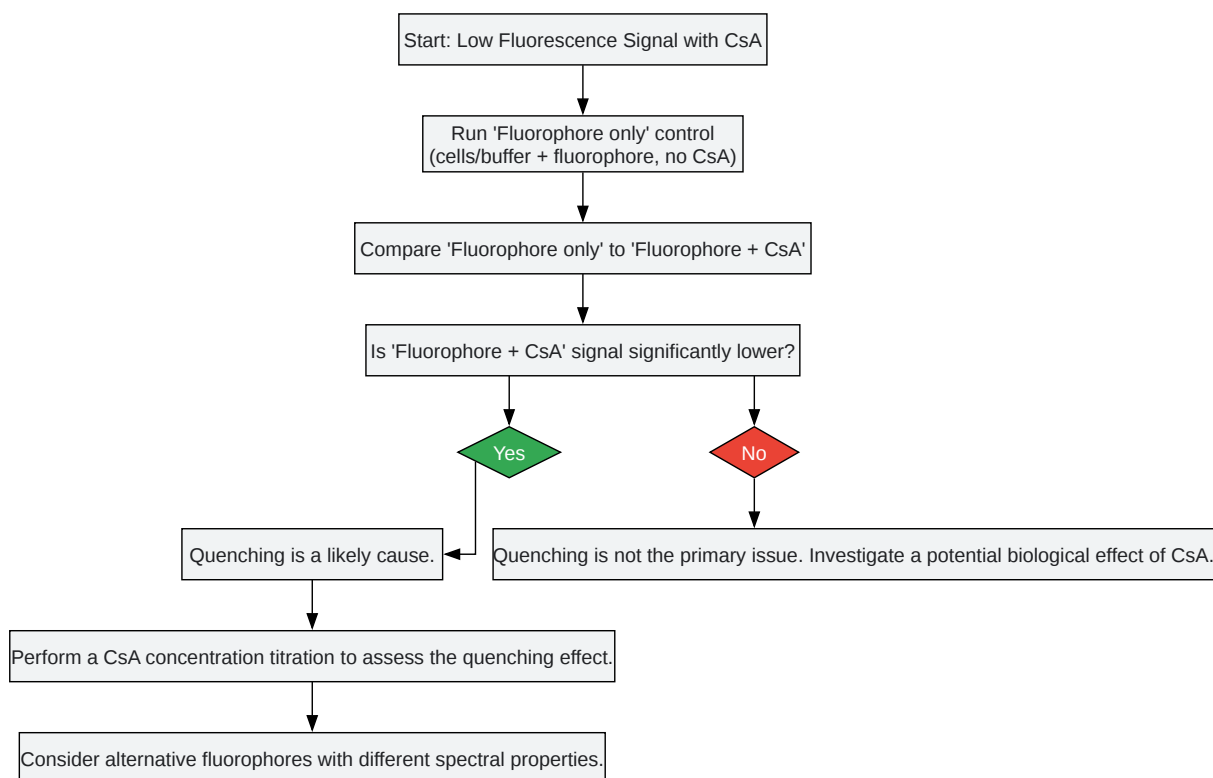 Start: Low Fluorescence Signal with CsA
Run 'Fluorophore only' control
(cells/buffer + fluorophore, no CsA)
Compare 'Fluorophore only' to 'Fluorophore + CsA'
Is 'Fluorophore + CsA' signal significantly lower?
Yes
No
Quenching is a likely cause.
Quenching is not the primary issue. Investigate a potential biological effect of CsA.
Perform a CsA concentration titration to assess the quenching effect.
Consider alternative fluorophores with different spectral properties.